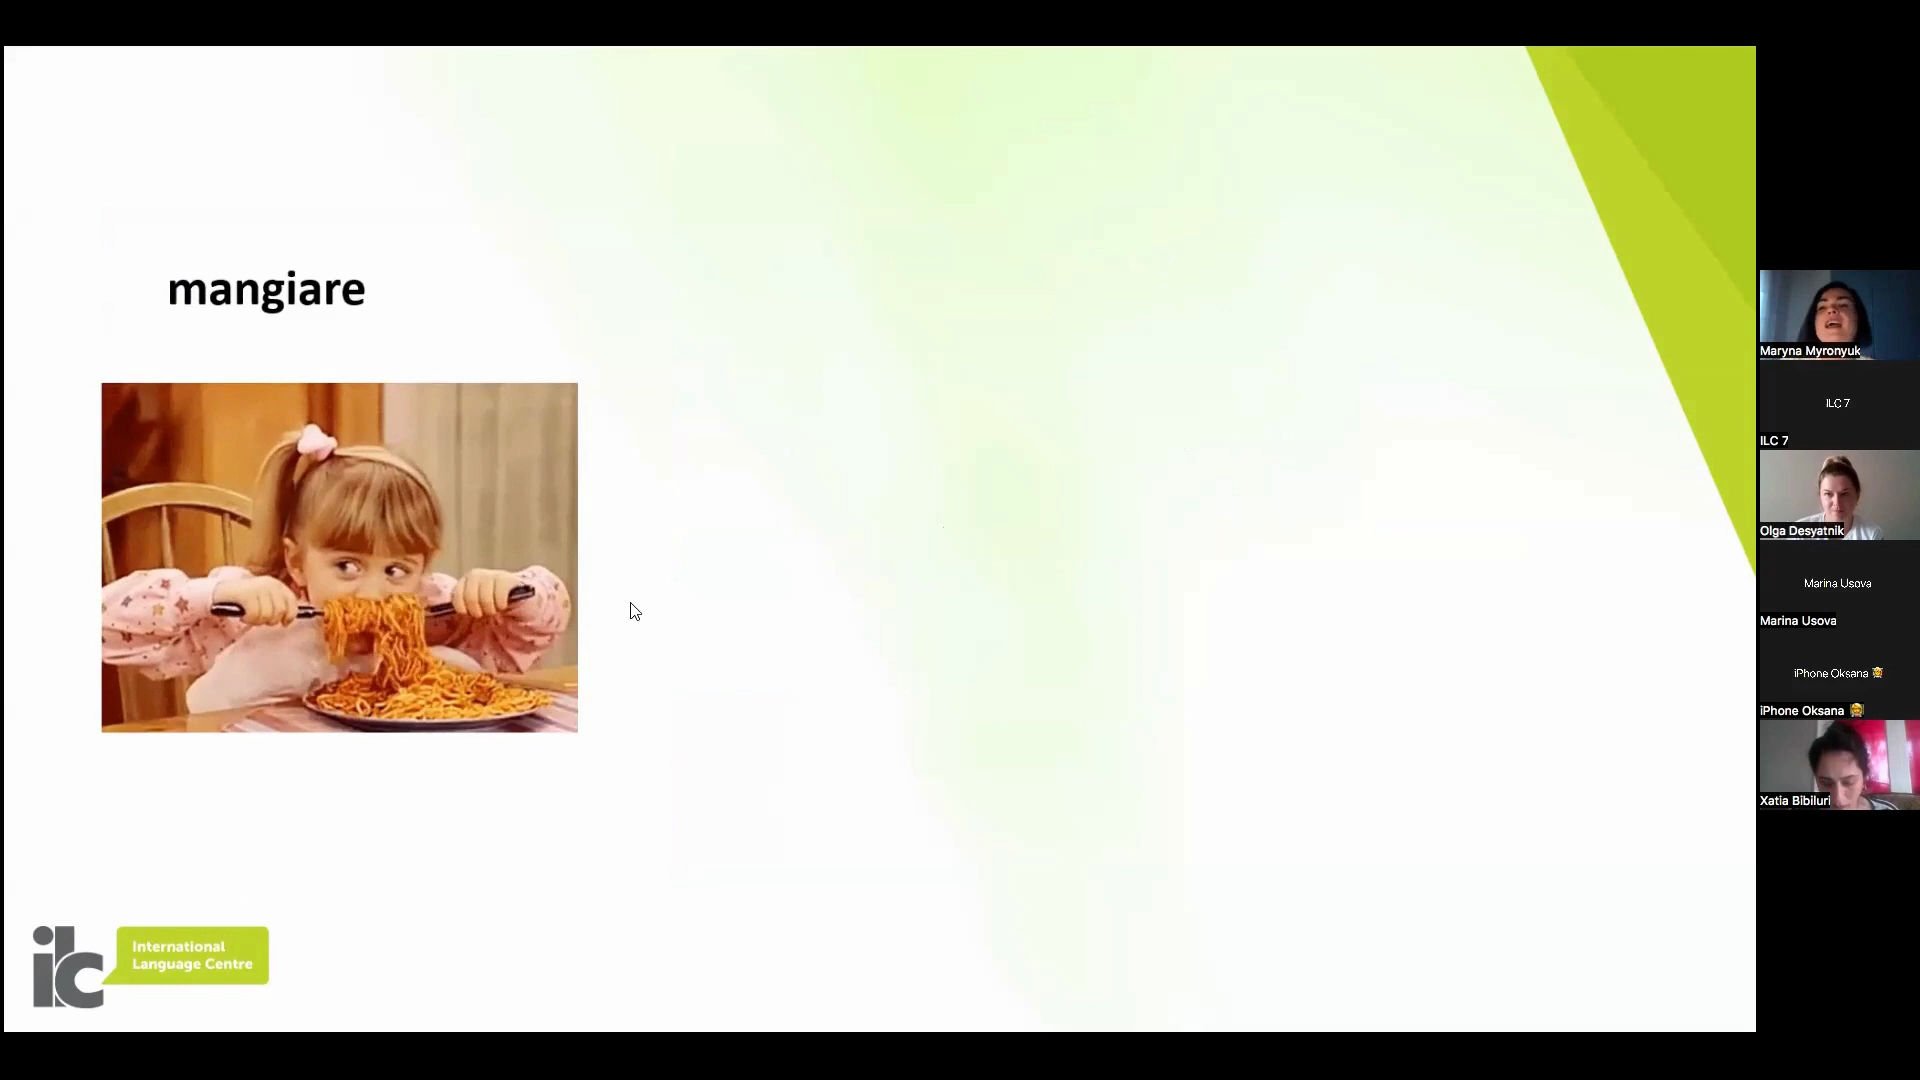 mangiare
ilc
International
Language Centre
Maryna Myronyuk
ILC 7
ILC 7
Olga Desyatnik
Marina Usova
Marina Usova
iPhone Oksana
iPhone Oksana
Xatia Bibiluri